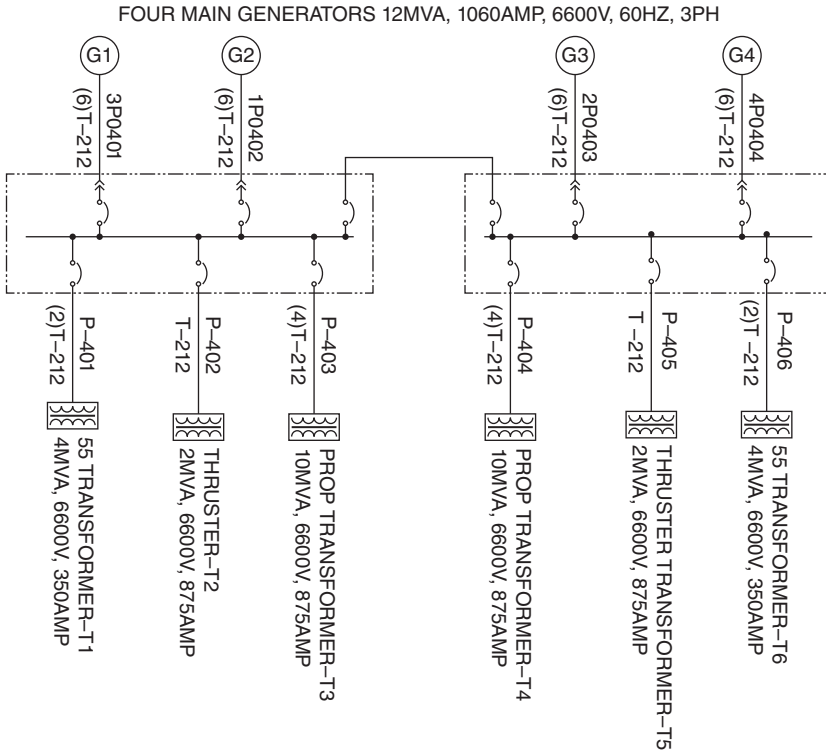 FOUR MAIN GENERATORS 12MVA, 1060AMP, 6600V, 60HZ, 3PH
G1
G2
G3
G4
3P0401
(6)T–212
1P0402
(6)T–212
2P0403
(6)T–212
4P0404
(6)T–212
P–401
(2)T–212
P–402
T–212
P–403
(4)T–212
P–404
(4)T–212
P–405
T –212
P–406
(2)T –212
55 TRANSFORMER–T1
4MVA, 6600V, 350AMP
THRUSTER–T2
2MVA, 6600V, 875AMP
PROP TRANSFORMER–T3
10MVA, 6600V, 875AMP
PROP TRANSFORMER–T4
10MVA, 6600V, 875AMP
THRUSTER TRANSFORMER–T5
2MVA, 6600V, 875AMP
55 TRANSFORMER–T6
4MVA, 6600V, 350AMP